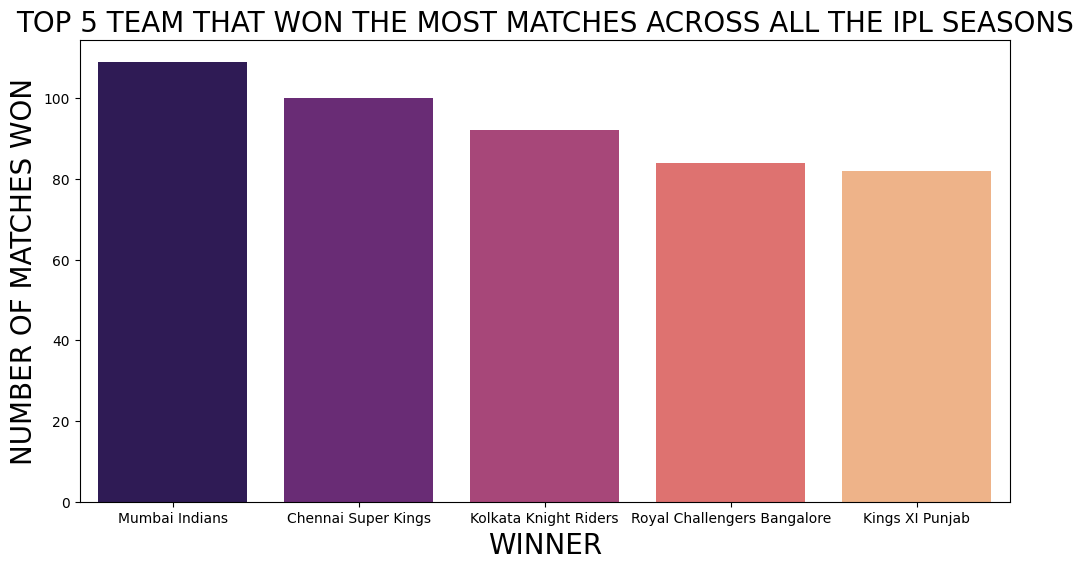 TOP 5 TEAM THAT WON THE MOST MATCHES ACROSS ALL THE IPL SEASONS
NUMBER OF MATCHES WON
100
80
60
40
20
0
Mumbai Indians
Chennai Super Kings
Kolkata Knight Riders
Royal Challengers Bangalore
Kings XI Punjab
WINNER